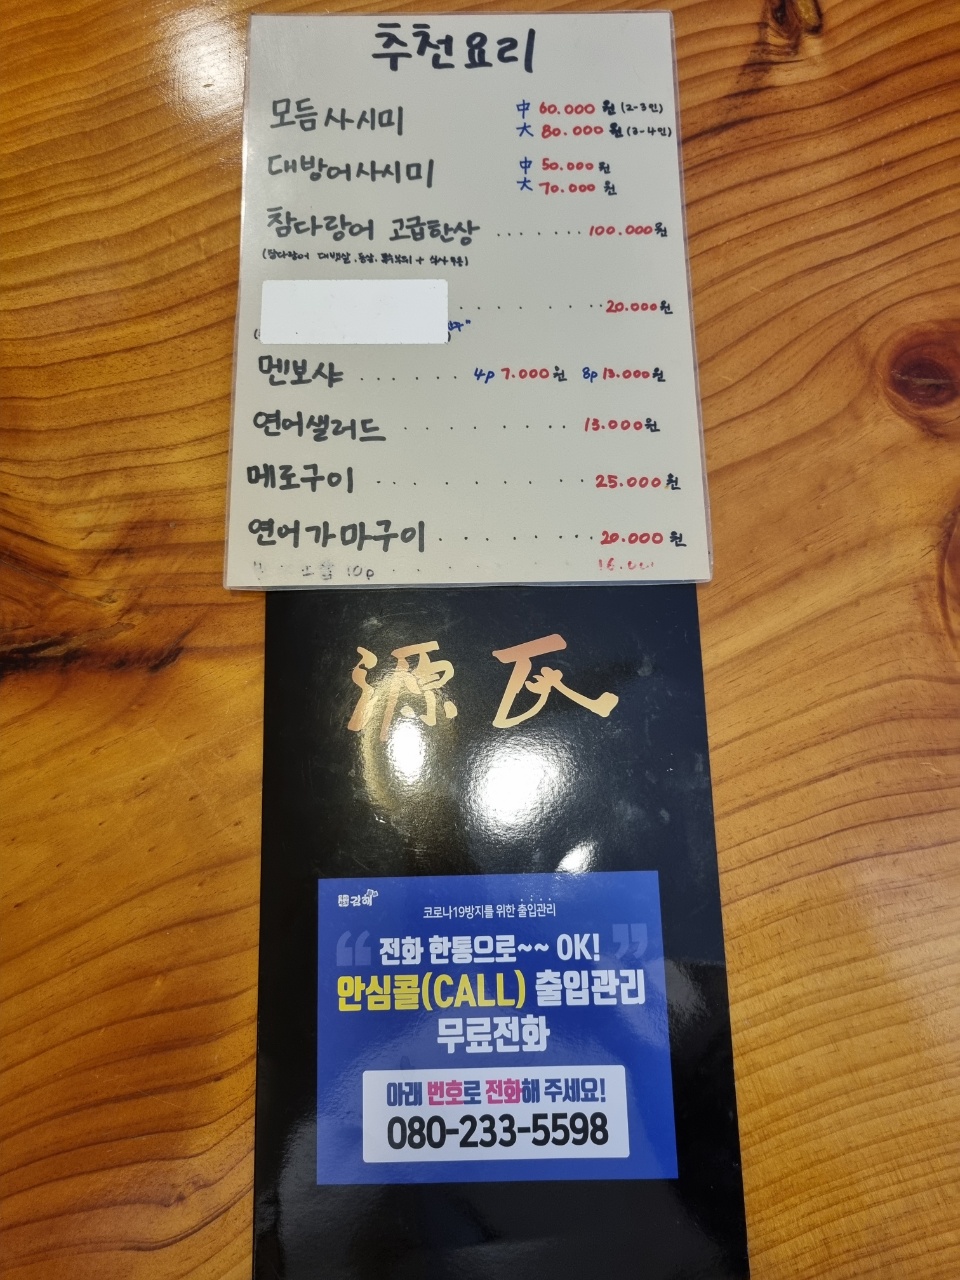 추천요리
모듬사시미 中 60.000원 (2-3인)
大 80.000원 (3-4인)
대방어사시미 中 50.000원
大 70.000원
참다랑어 고급한상 ....... 100.000원
20.000원
멘보샤 ...... 4p 7.000원 8p 13.000원
연어샐러드 ........ 13.000원
메로구이 ........ 25.000원
연어가마구이 ........ 20.000원
10p
源瓦
김해
코로나19방지를 위한 출입관리
“ 전화 한통으로~~ OK! ”
안심콜(CALL) 출입관리
무료전화
아래 번호로 전화해 주세요!
080-233-5598